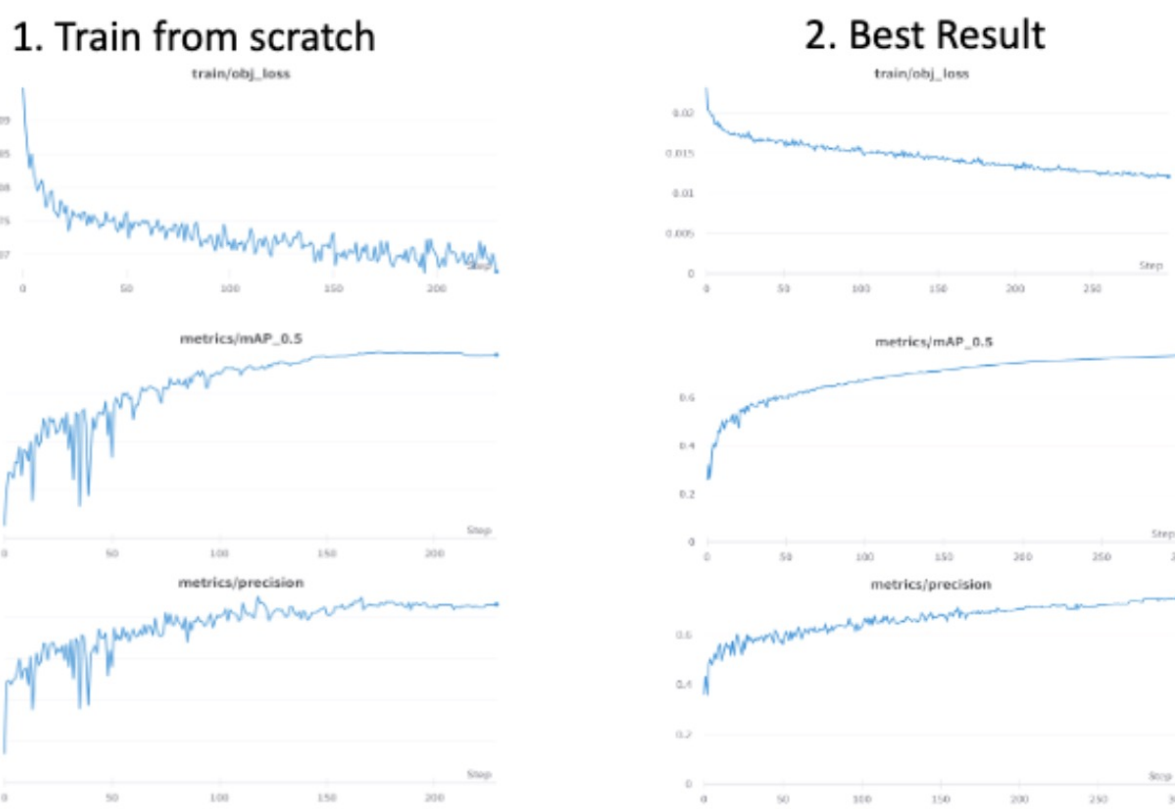 1. Train from scratch
train/obj_loss
Step
0 50 100 150 200
metrics/mAP_0.5
Step
0 50 100 150 200
metrics/precision
Step
0 50 100 150 200
2. Best Result
train/obj_loss
0.02
0.015
0.01
0.005
0
Step
0 50 100 150 200 250
metrics/mAP_0.5
0.6
0.4
0.2
0
Step
0 50 100 150 200 250
metrics/precision
0.6
0.4
0.2
0
Step
0 50 100 150 200 250